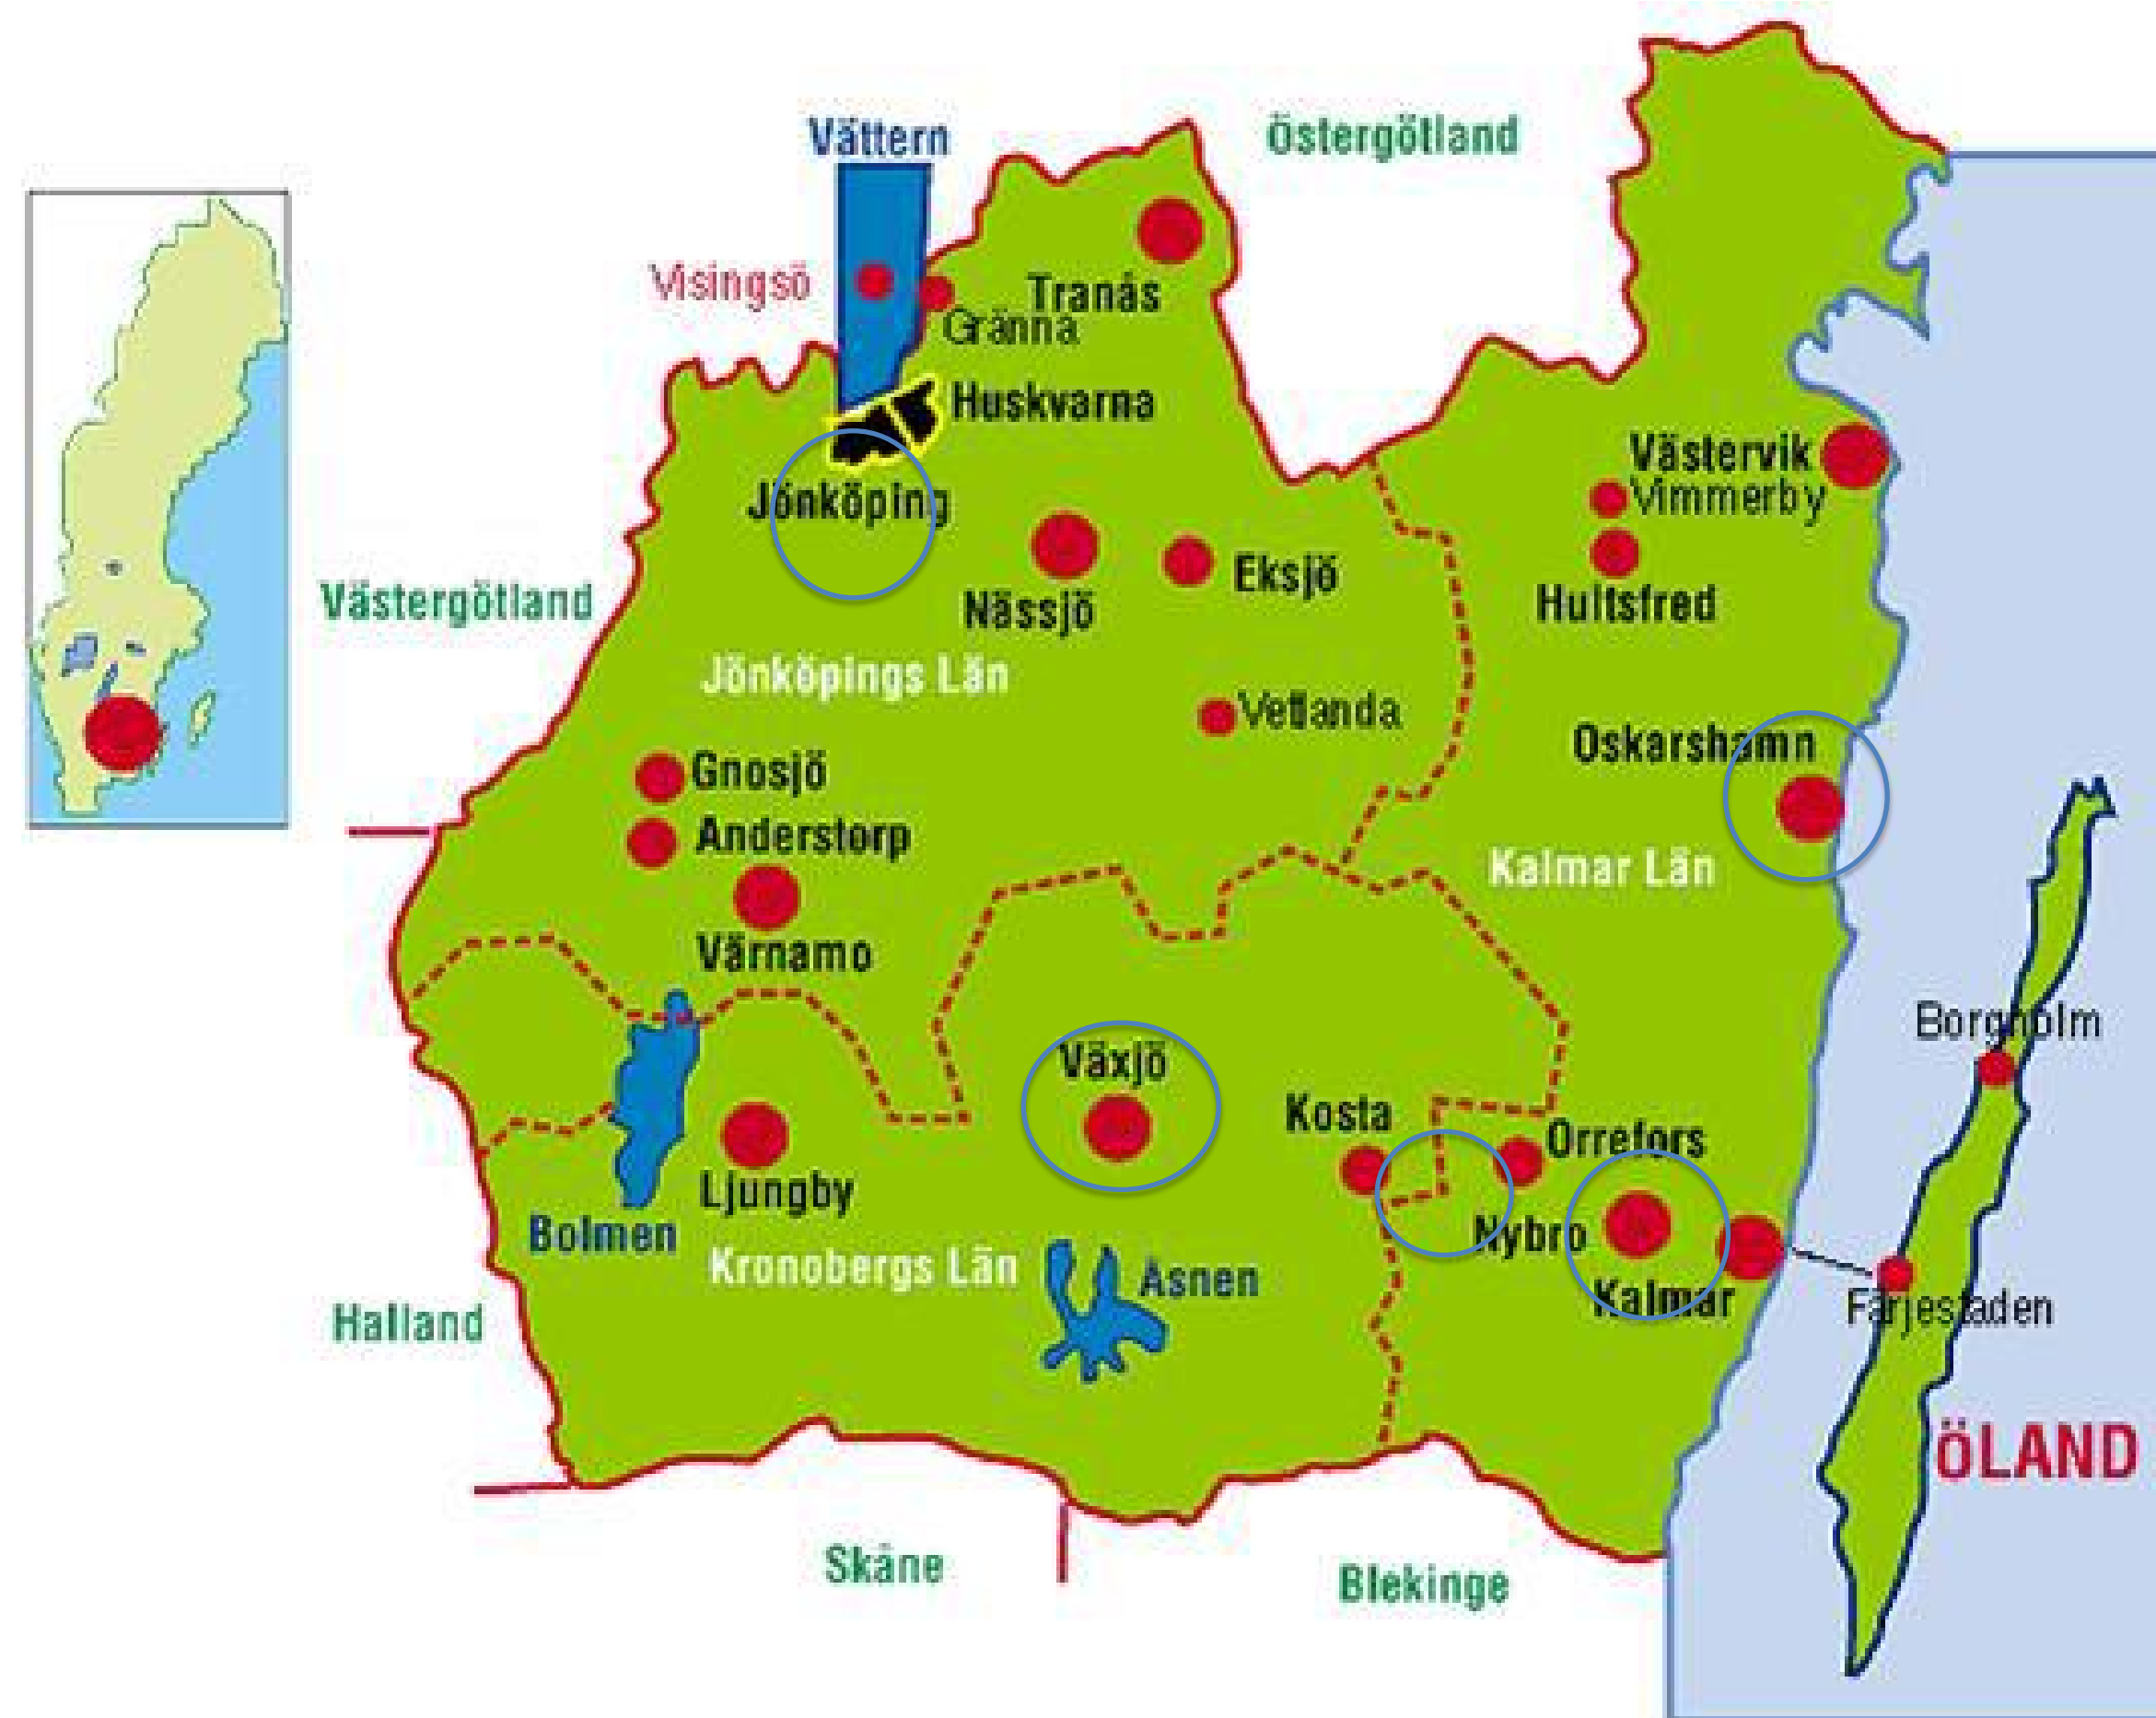 Vättern
Östergötland
Visingsö
Tranås
Gränna
Huskvarna
Västervik
Vimmerby
Jönköping
Nässjö
Eksjö
Hultsfred
Västergötland
Jönköpings Län
Vetlanda
Oskarshamn
Gnosjö
Anderstorp
Kalmar Län
Värnamo
Borgholm
Växjö
Kosta
Orrefors
Ljungby
Bolmen
Nybro
Kronobergs Län
Åsnen
Kalmar
Färjestaden
Halland
ÖLAND
Skåne
Blekinge